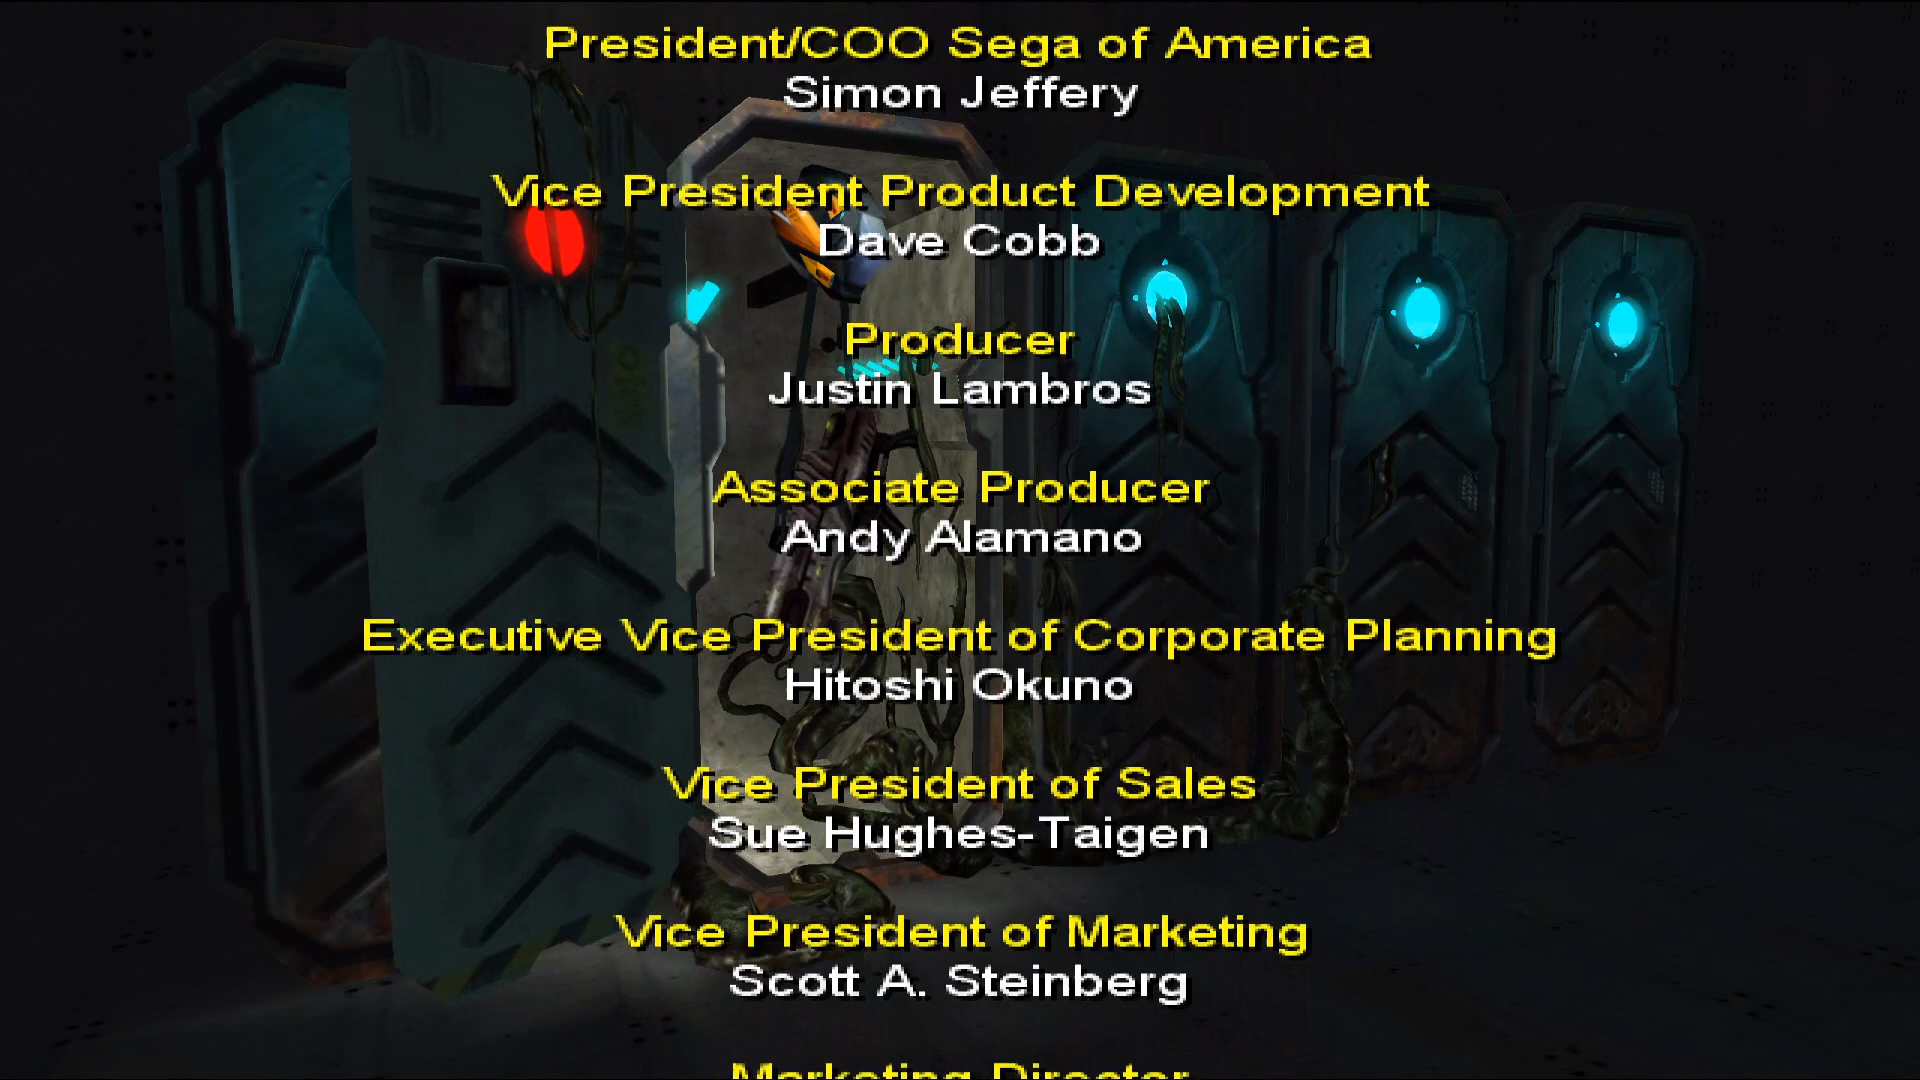 President/COO Sega of America
Simon Jeffery
Vice President Product Development
Dave Cobb
Producer
Justin Lambros
Associate Producer
Andy Alamano
Executive Vice President of Corporate Planning
Hitoshi Okuno
Vice President of Sales
Sue Hughes-Taigen
Vice President of Marketing
Scott A. Steinberg
Marketing Director